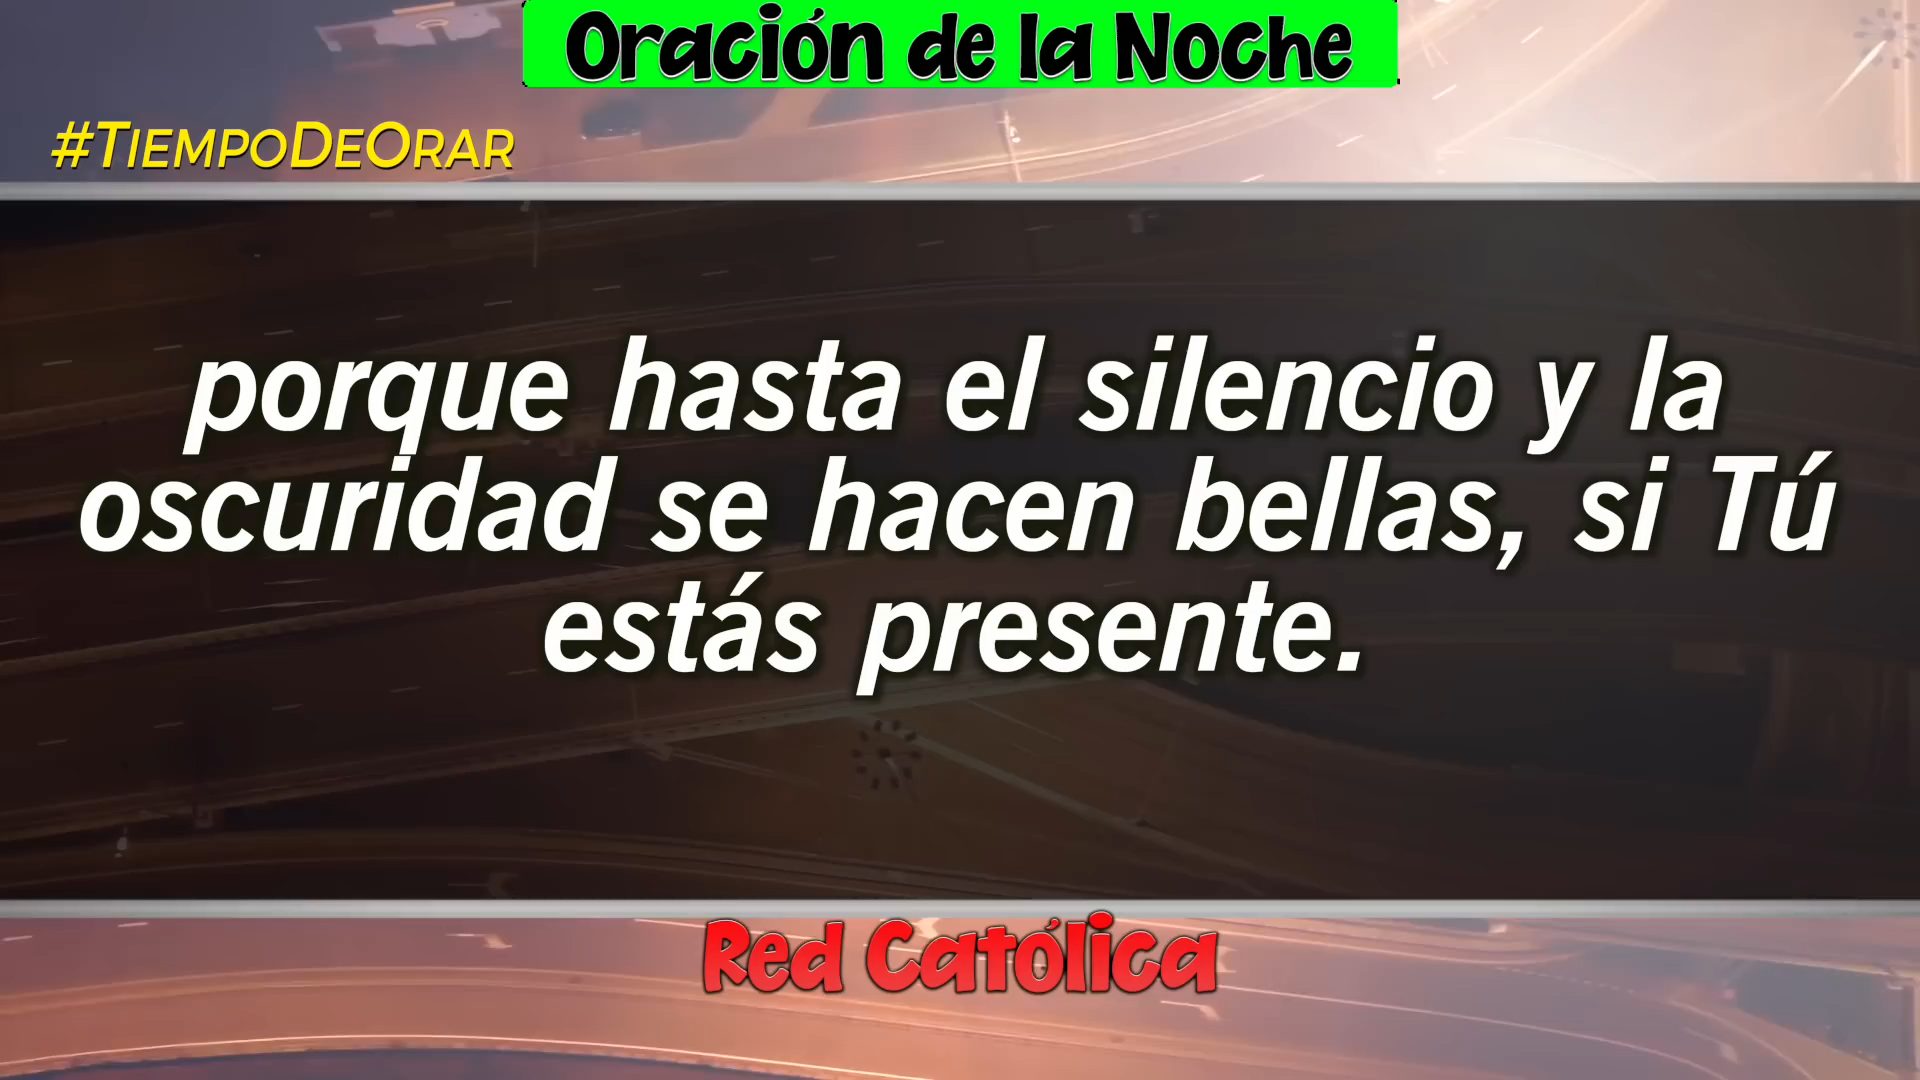 Oración de la Noche
#TiempoDeOrar
porque hasta el silencio y la
oscuridad se hacen bellas, si Tú
estás presente.
Red Católica